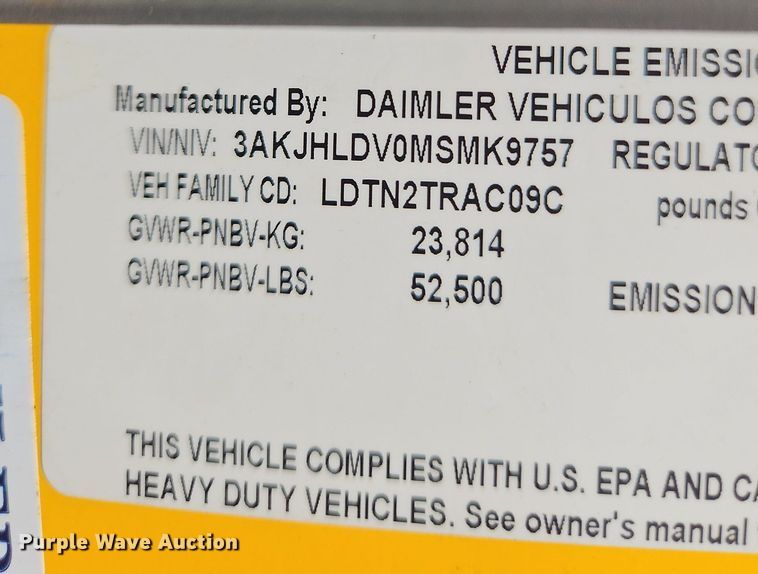 VEHICLE EMISSI
Manufactured By: DAIMLER VEHICULOS CO
VIN/NIV: 3AKJHLDV0MSMK9757 REGULATO
VEH FAMILY CD: LDTN2TRAC09C pounds
GVWR-PNBV-KG: 23,814
GVWR-PNBV-LBS: 52,500 EMISSION
THIS VEHICLE COMPLIES WITH U.S. EPA AND CA
HEAVY DUTY VEHICLES. See owner's manual
Purple Wave Auction